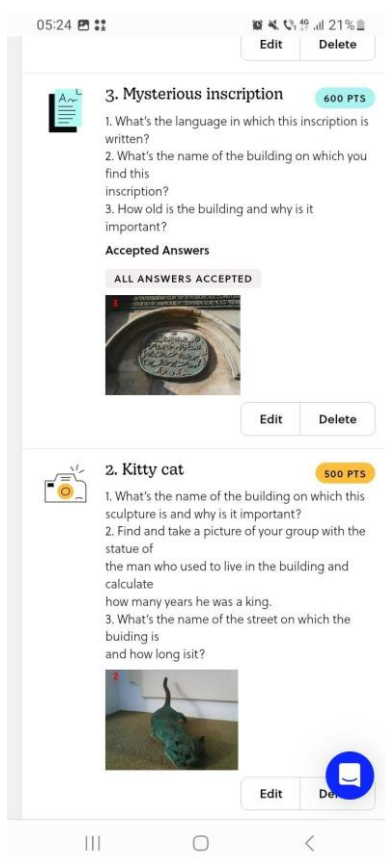 05:24
4G
21%
Edit
Delete
3. Mysterious inscription
600 PTS
1. What's the language in which this inscription is
written?
2. What's the name of the building on which you
find this
inscription?
3. How old is the building and why is it
important?
Accepted Answers
ALL ANSWERS ACCEPTED
3
Edit
Delete
2. Kitty cat
500 PTS
1. What's the name of the building on which this
sculpture is and why is it important?
2. Find and take a picture of your group with the
statue of
the man who used to live in the building and
calculate
how many years he was a king.
3. What's the name of the street on which the
buiding is
and how long isit?
2
Edit